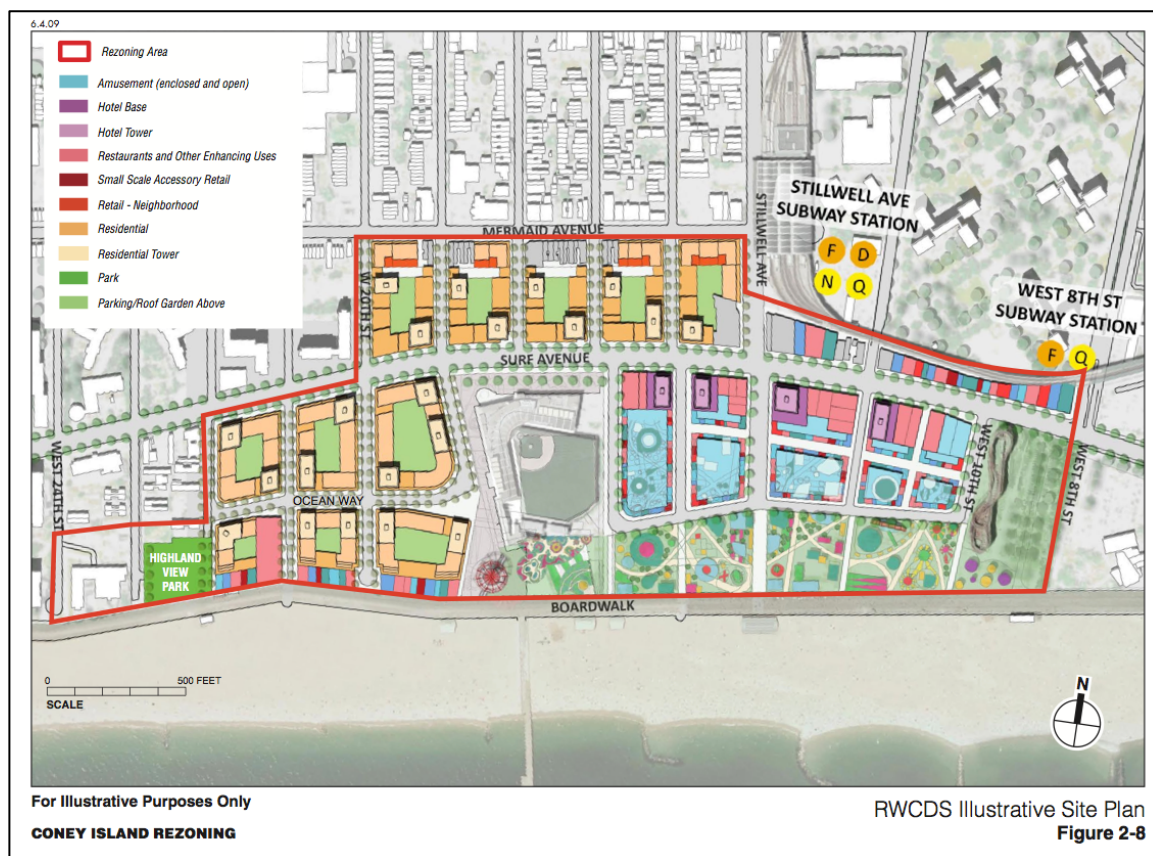 6.4.09
Rezoning Area
Amusement (enclosed and open)
Hotel Base
Hotel Tower
Restaurants and Other Enhancing Uses
Small Scale Accessory Retail
Retail - Neighborhood
Residential
Residential Tower
Park
Parking/Roof Garden Above
MERMAID AVENUE
STILLWELL AVE
STILLWELL AVE
SUBWAY STATION
F D
N Q
WEST 8TH ST
SUBWAY STATION
F Q
W 20TH ST
SURF AVENUE
WEST 24TH ST
OCEAN WAY
WEST 10TH ST
WEST 8TH ST
HIGHLAND
VIEW
PARK
BOARDWALK
0 500 FEET
SCALE
N
For Illustrative Purposes Only
RWCDS Illustrative Site Plan
CONEY ISLAND REZONING
Figure 2-8